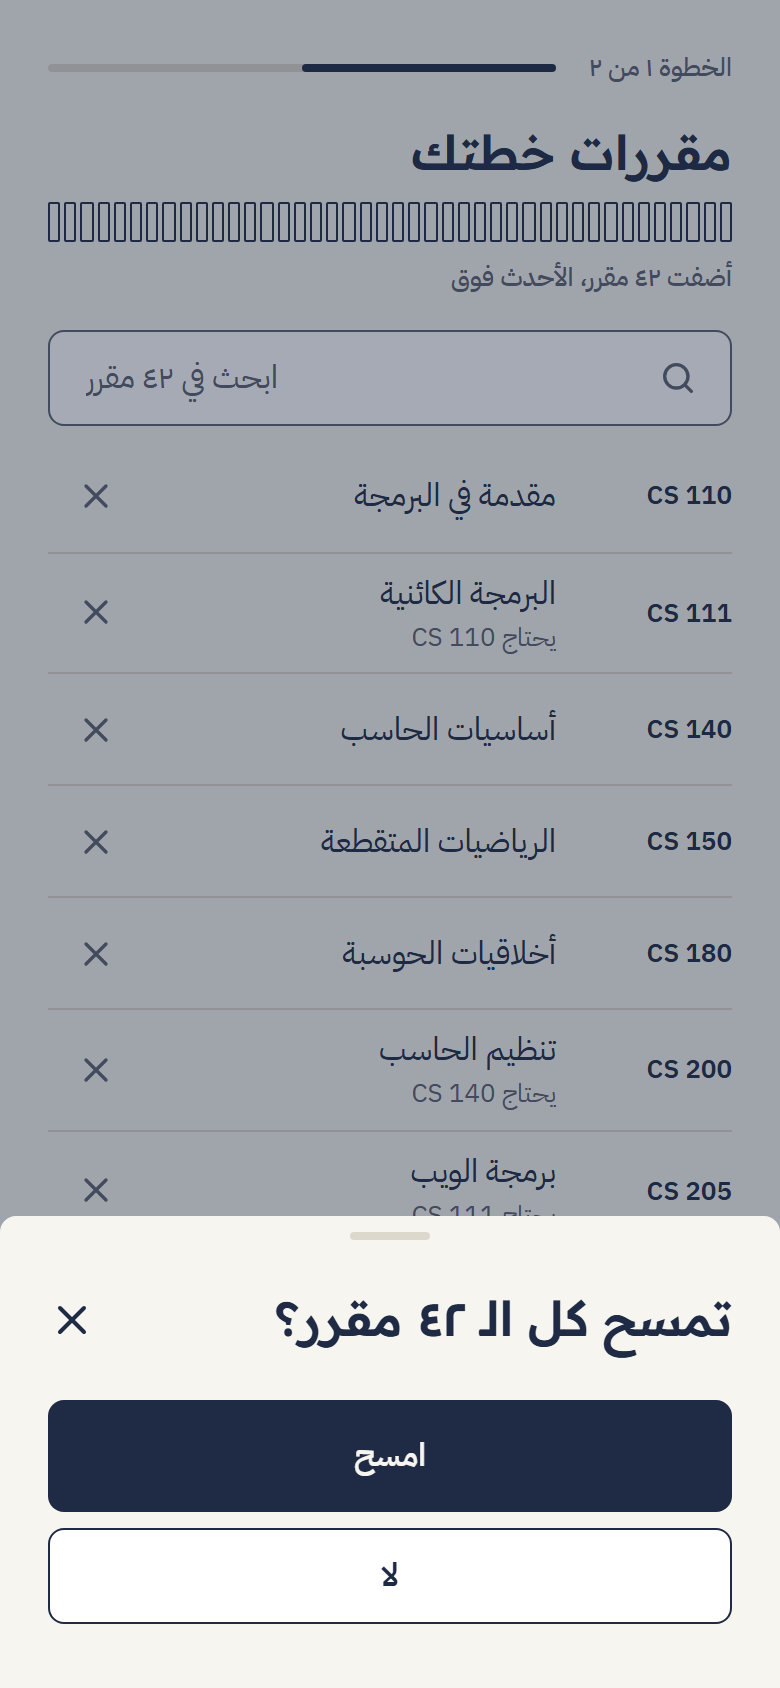 الخطوة ١ من ٢
مقررات خطتك
أضفت ٤٢ مقرر، الأحدث فوق
ابحث في ٤٢ مقرر
CS 110 مقدمة في البرمجة
CS 111 البرمجة الكائنية
يحتاج CS 110
CS 140 أساسيات الحاسب
CS 150 الرياضيات المتقطعة
CS 180 أخلاقيات الحوسبة
CS 200 تنظيم الحاسب
يحتاج CS 140
CS 205 برمجة الويب
يحتاج CS 111
تمسح كل الـ ٤٢ مقرر؟
امسح
لا